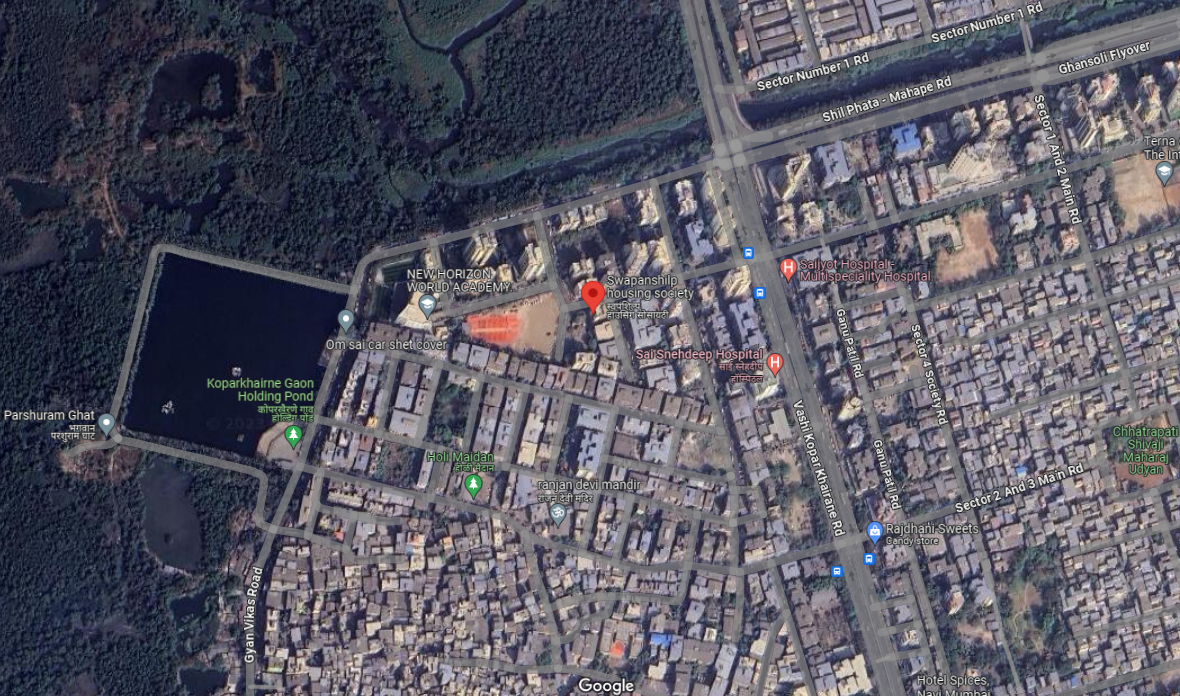 Sector Number 1 Rd
Sector Number 1 Rd
Ghansoli Flyover
Shil Phata - Mahape Rd
Sector 1 And 2 Main Rd
Terna
The In
Saijyot Hospital -
Multispeciality Hospital
NEW HORIZON
WORLD ACADEMY
Swapanshilp
housing society
स्वपशिल्प
हाउसिंग सोसायटी
Om sai car shet cover
Sai Snehdeep Hospital
साई स्नेहदीप
हॉस्पिटल
Ganu Patil Rd
Sector 4 Society Rd
Koparkhairne Gaon
Holding Pond
कोपरखैरणे गाव
होल्डिंग पोंड
Parshuram Ghat
भगवान
परशुराम घाट
Vashi Kopar Khairane Rd
Chhatrapati
Shivaji
Maharaj
Udyan
Holi Maidan
होळी मैदान
Ganu Patil Rd
ranjan devi mandir
रांजन देवी मंदिर
Sector 2 And 3 Main Rd
Rajdhani Sweets
Candy store
Gyan Vikas Road
Google
Hotel Spices,
Navi Mumbai